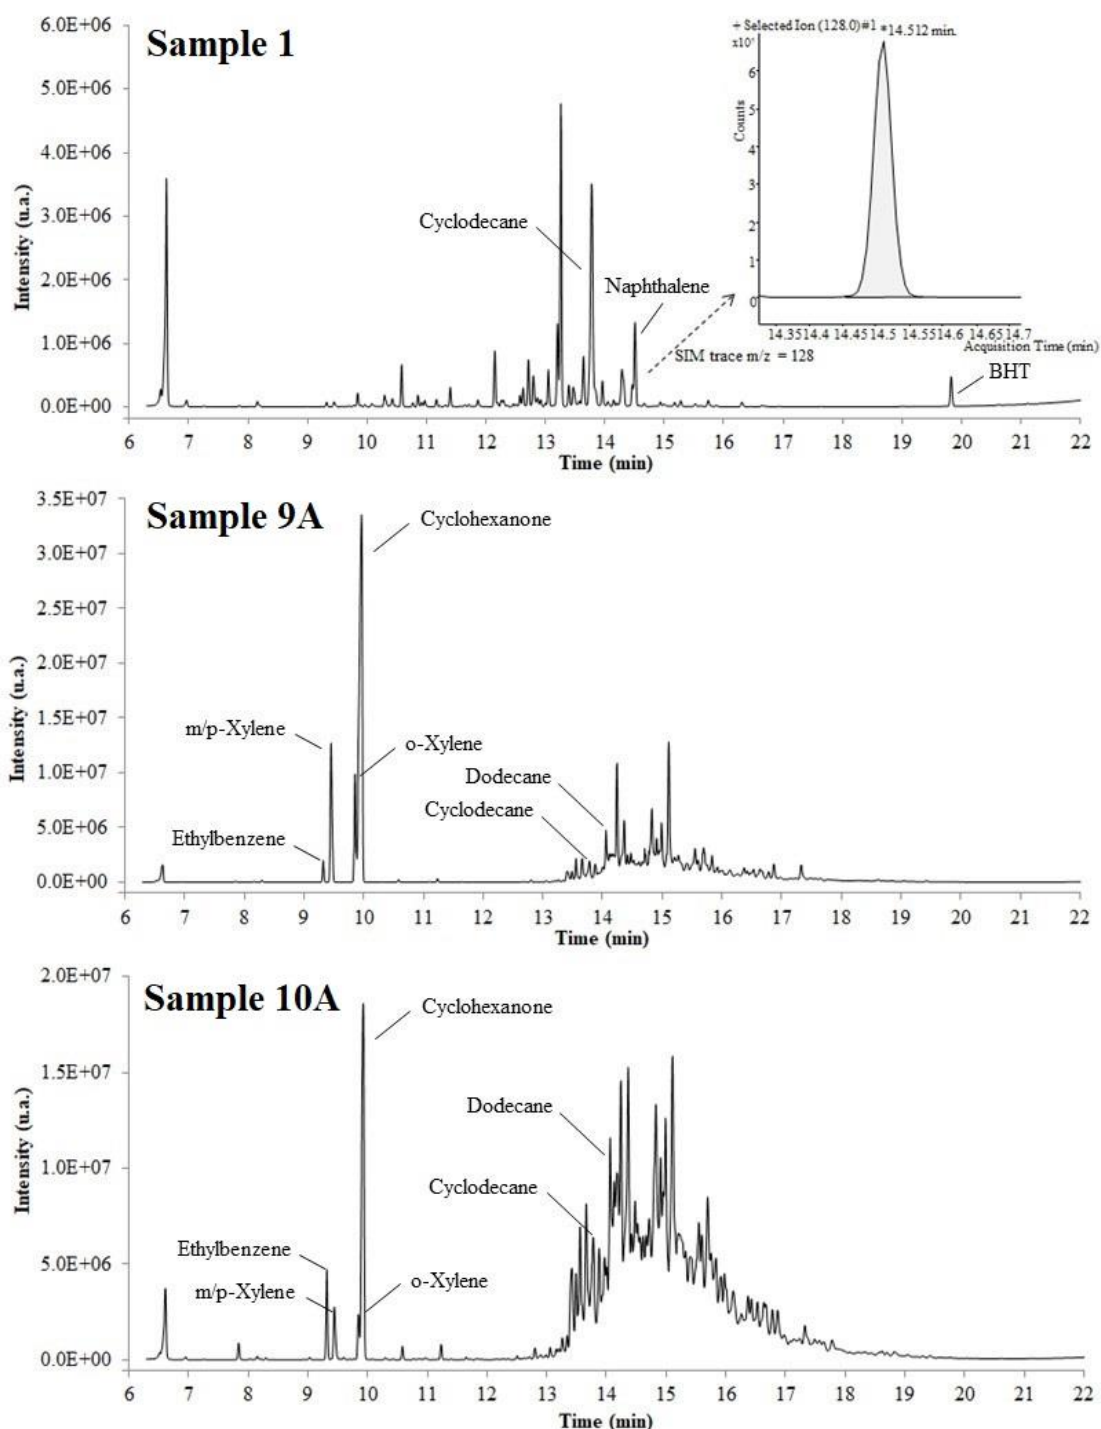 Sample 1
Intensity (u.a.)
6.0E+06
5.0E+06
4.0E+06
3.0E+06
2.0E+06
1.0E+06
0.0E+00
Cyclodecane
Naphthalene
SIM trace m/z = 128
BHT
+ Selected Ion (128.0)#1 *14.512 min.
Counts
6
5
4
3
2
1
0
14.35 14.4 14.45 14.5 14.55 14.6 14.65 14.7
Acquisition Time (min)
6 7 8 9 10 11 12 13 14 15 16 17 18 19 20 21 22
Time (min)
Sample 9A
Intensity (u.a.)
3.5E+07
3.0E+07
2.5E+07
2.0E+07
1.5E+07
1.0E+07
5.0E+06
0.0E+00
Cyclohexanone
m/p-Xylene
o-Xylene
Dodecane
Cyclodecane
Ethylbenzene
6 7 8 9 10 11 12 13 14 15 16 17 18 19 20 21 22
Time (min)
Sample 10A
Intensity (u.a.)
2.0E+07
1.5E+07
1.0E+07
5.0E+06
0.0E+00
Cyclohexanone
Dodecane
Cyclodecane
Ethylbenzene
m/p-Xylene
o-Xylene
6 7 8 9 10 11 12 13 14 15 16 17 18 19 20 21 22
Time (min)